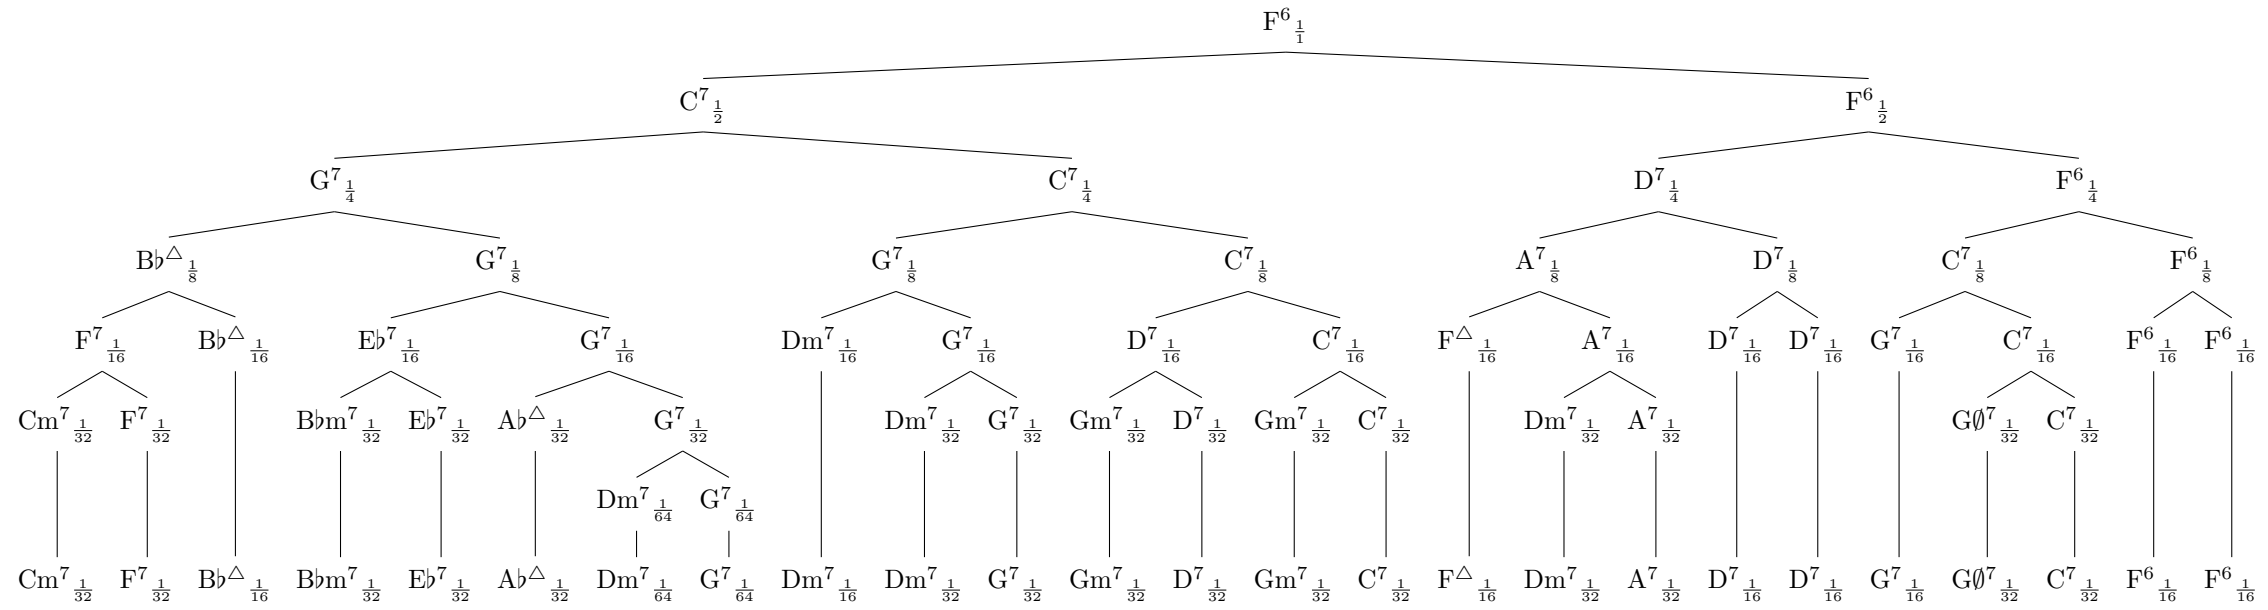 F⁶ 1/1
C⁷ 1/2 F⁶ 1/2
G⁷ 1/4 C⁷ 1/4 D⁷ 1/4 F⁶ 1/4
B♭△ 1/8 G⁷ 1/8 G⁷ 1/8 C⁷ 1/8 A⁷ 1/8 D⁷ 1/8 C⁷ 1/8 F⁶ 1/8
F⁷ 1/16 B♭△ 1/16 E♭⁷ 1/16 G⁷ 1/16 Dm⁷ 1/16 G⁷ 1/16 D⁷ 1/16 C⁷ 1/16 F△ 1/16 A⁷ 1/16 D⁷ 1/16 D⁷ 1/16 G⁷ 1/16 C⁷ 1/16 F⁶ 1/16 F⁶ 1/16
Cm⁷ 1/32 F⁷ 1/32 B♭m⁷ 1/32 E♭⁷ 1/32 A♭△ 1/32 G⁷ 1/32 Dm⁷ 1/32 G⁷ 1/32 Gm⁷ 1/32 D⁷ 1/32 Gm⁷ 1/32 C⁷ 1/32 Dm⁷ 1/32 A⁷ 1/32 G∅⁷ 1/32 C⁷ 1/32
Dm⁷ 1/64 G⁷ 1/64
Cm⁷ 1/32 F⁷ 1/32 B♭△ 1/16 B♭m⁷ 1/32 E♭⁷ 1/32 A♭△ 1/32 Dm⁷ 1/64 G⁷ 1/64 Dm⁷ 1/16 Dm⁷ 1/32 G⁷ 1/32 Gm⁷ 1/32 D⁷ 1/32 Gm⁷ 1/32 C⁷ 1/32 F△ 1/16 Dm⁷ 1/32 A⁷ 1/32 D⁷ 1/16 D⁷ 1/16 G⁷ 1/16 G∅⁷ 1/32 C⁷ 1/32 F⁶ 1/16 F⁶ 1/16